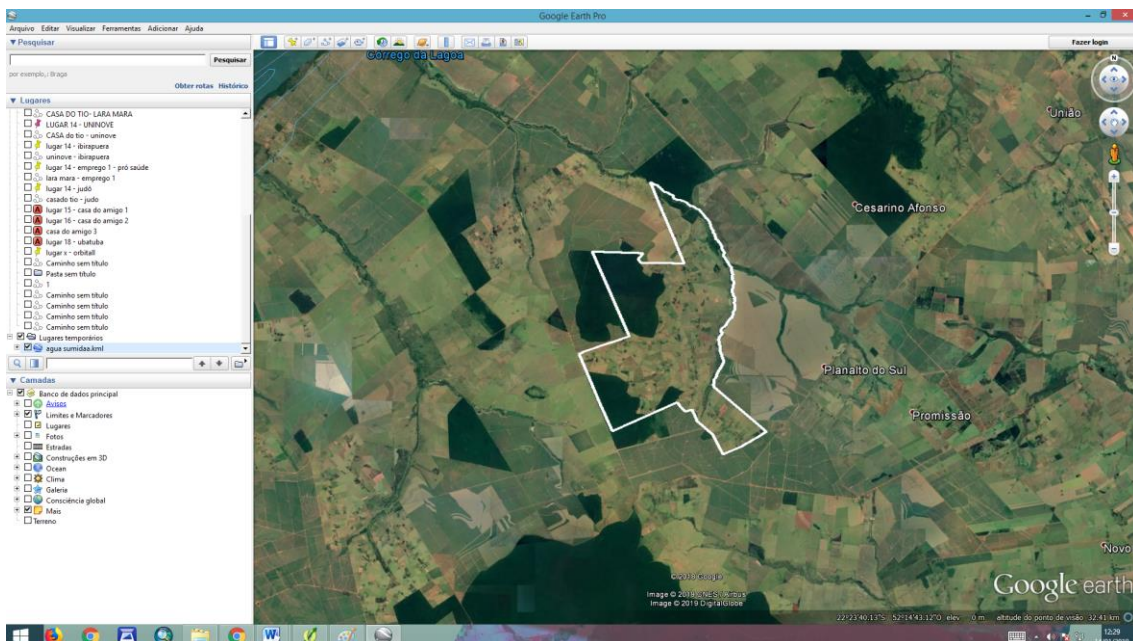 Google Earth Pro
Arquivo Editar Visualizar Ferramentas Adicionar Ajuda
▼ Pesquisar
Fazer login
Pesquisar
por exemplo,: Braga
Obter rotas Histórico
▼ Lugares
CASA DO TIO- LARA MARA
LUGAR 14 - UNINOVE
CASA do tio - uninove
lugar 14 - ibirapuera
uninove - ibirapuera
lugar 14 - emprego 1 - pró saúde
lara mara - emprego 1
lugar 14 - judô
casado tio - judo
lugar 15 - casa do amigo 1
lugar 16 - casa do amigo 2
casa do amigo 3
lugar 18 - ubatuba
lugar s - orbitall
Caminho sem título
Pasta sem título
1
Caminho sem título
Caminho sem título
Caminho sem título
Caminho sem título
Lugares temporários
agua sumidaa.kml
▼ Camadas
Banco de dados principal
Avisos
Limites e Marcadores
Lugares
Fotos
Estradas
Construções em 3D
Ocean
Clima
Galeria
Consciência global
Mais
Terreno
Córrego da Lagoa
N
União
Cesarino Afonso
Planalto do Sul
Promissão
Novo
Image © 2019 CNES / Airbus
Image © 2019 DigitalGlobe
Google earth
22°23'40.13"S 52°14'43.12"O elev 0 m altitude do ponto de visão 32.41 km
12:29